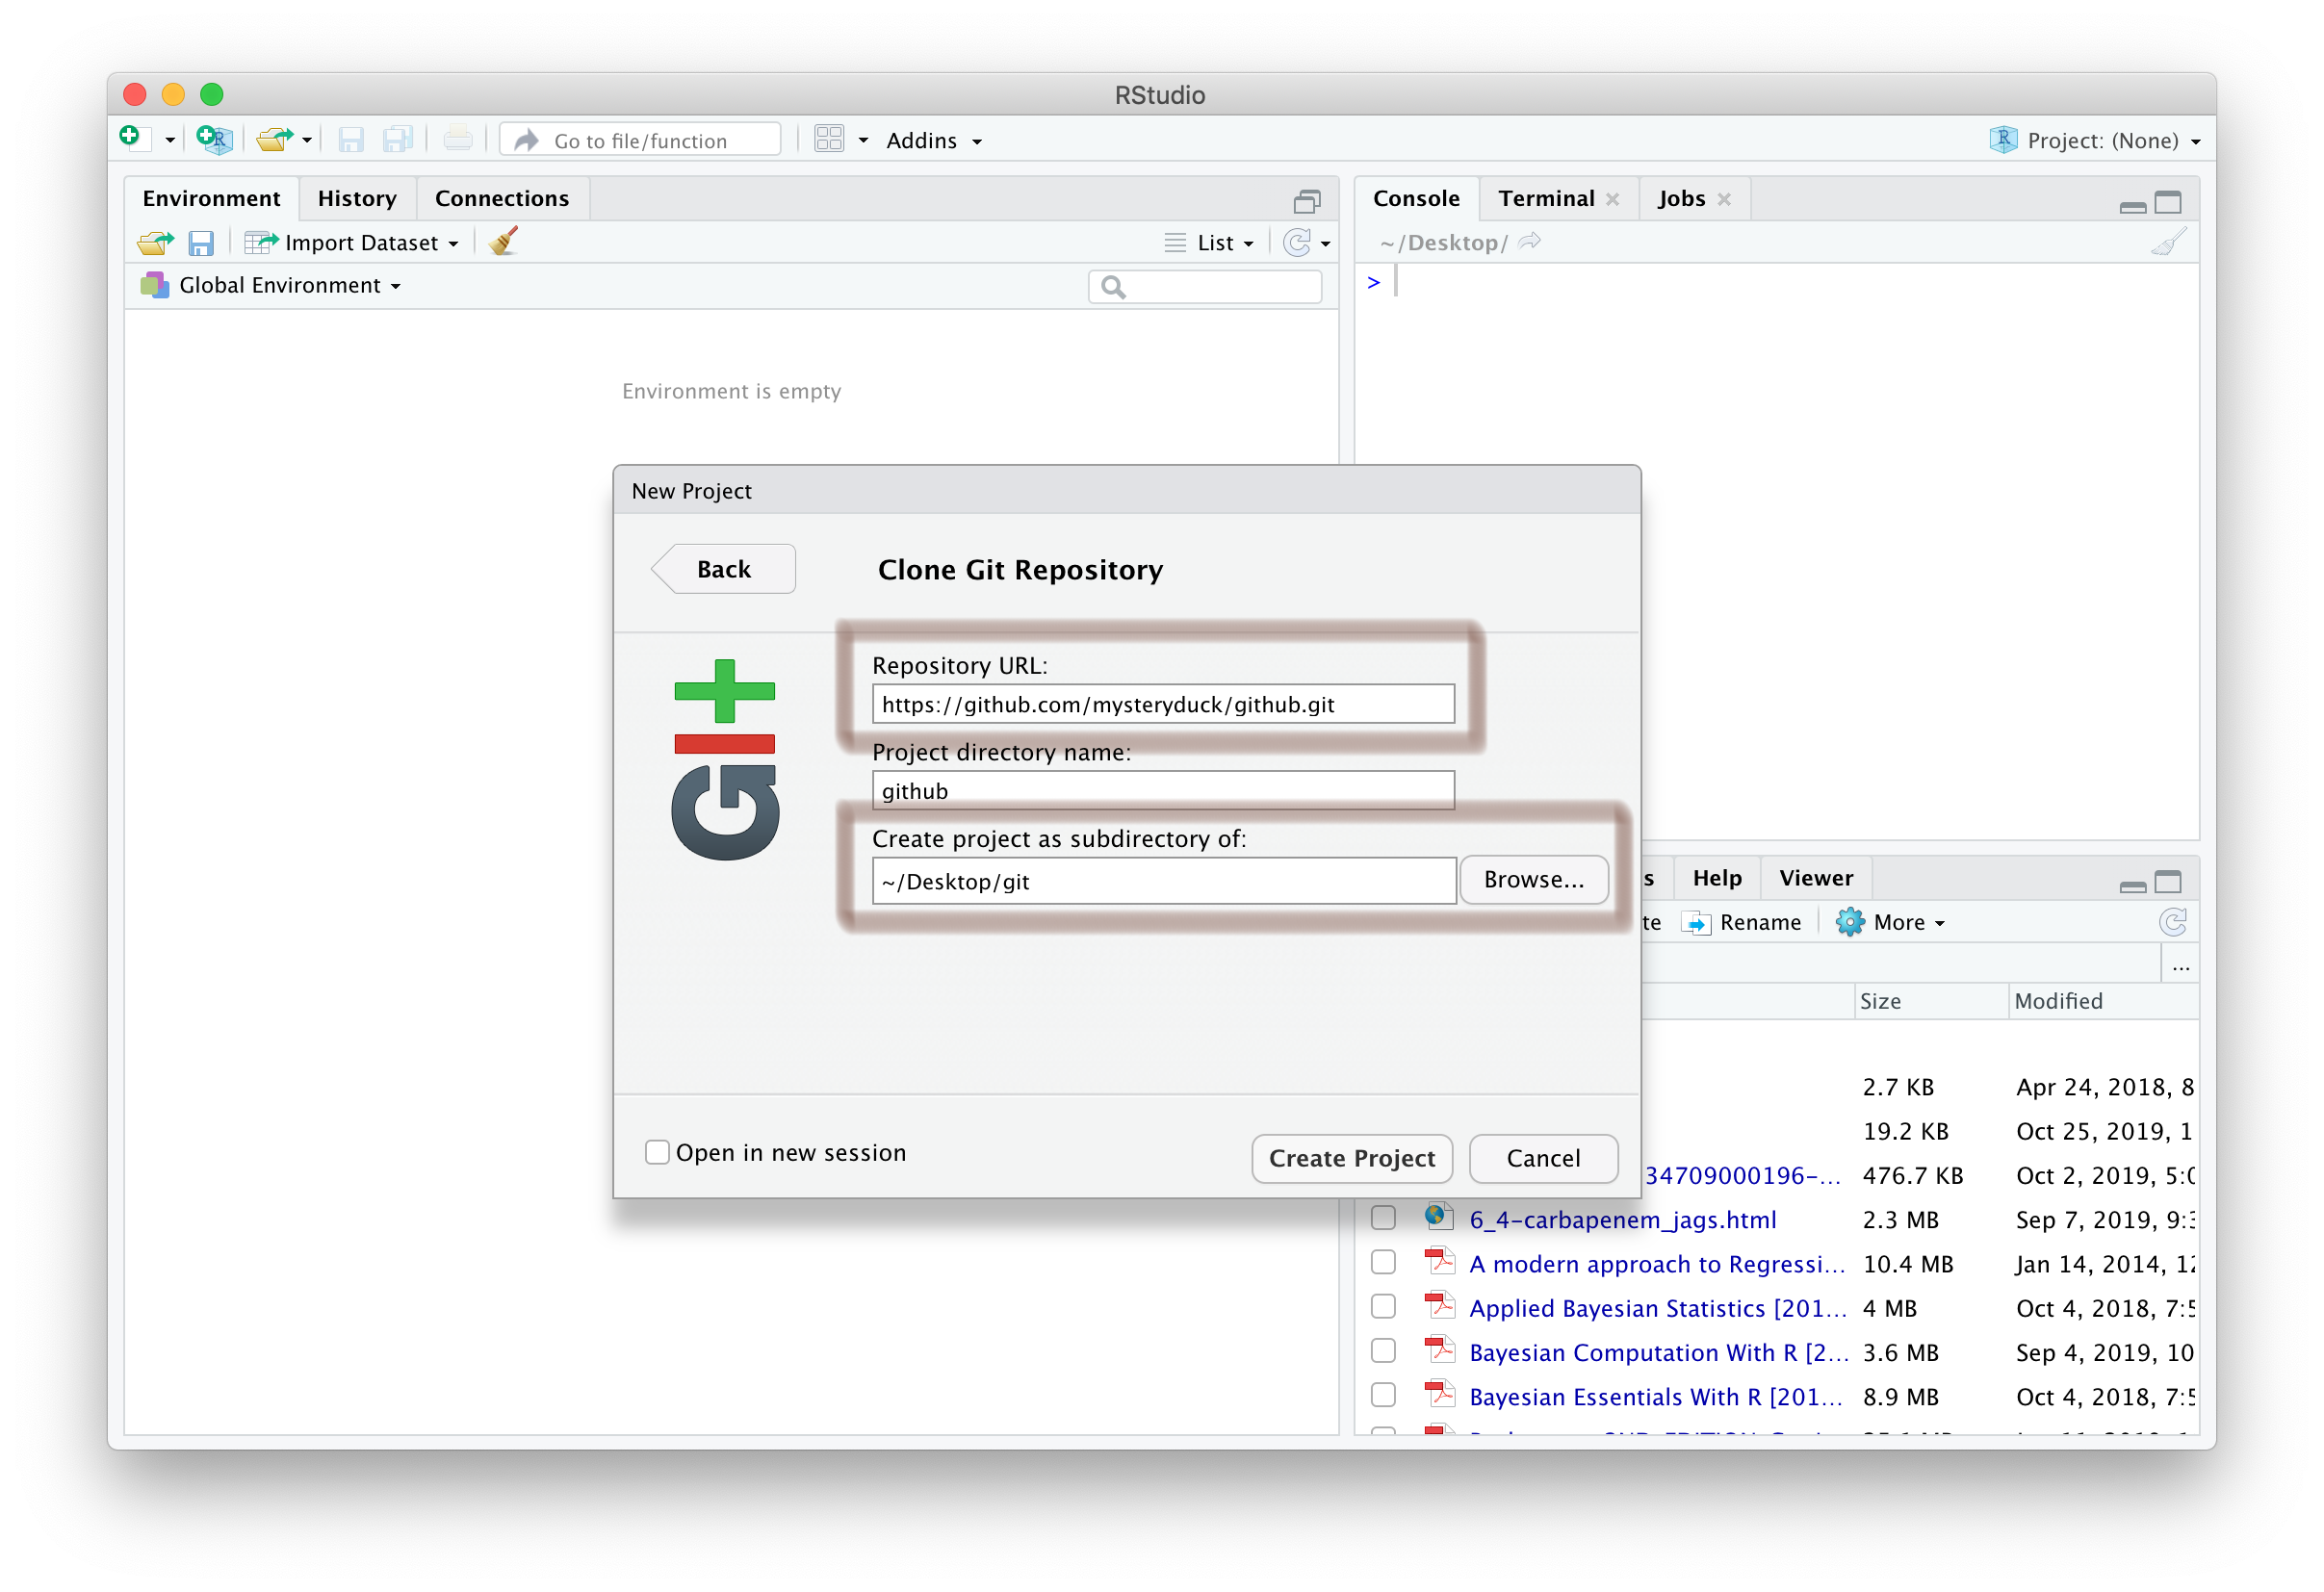 RStudio
Go to file/function
Addins
Project: (None)
Environment History Connections
Import Dataset
List
Global Environment
Environment is empty
Console Terminal Jobs
~/Desktop/
>
New Project
Back
Clone Git Repository
GIt
Repository URL:
https://github.com/mysteryduck/github.git
Project directory name:
github
Create project as subdirectory of:
~/Desktop/git
Browse...
Open in new session
Create Project
Cancel
s Help Viewer
te Rename More
...
Size Modified
2.7 KB Apr 24, 2018, 8
19.2 KB Oct 25, 2019, 1
34709000196-... 476.7 KB Oct 2, 2019, 5:0
6_4-carbapenem_jags.html 2.3 MB Sep 7, 2019, 9:3
A modern approach to Regressi... 10.4 MB Jan 14, 2014, 12
Applied Bayesian Statistics [201... 4 MB Oct 4, 2018, 7:5
Bayesian Computation With R [2... 3.6 MB Sep 4, 2019, 10
Bayesian Essentials With R [201... 8.9 MB Oct 4, 2018, 7:5